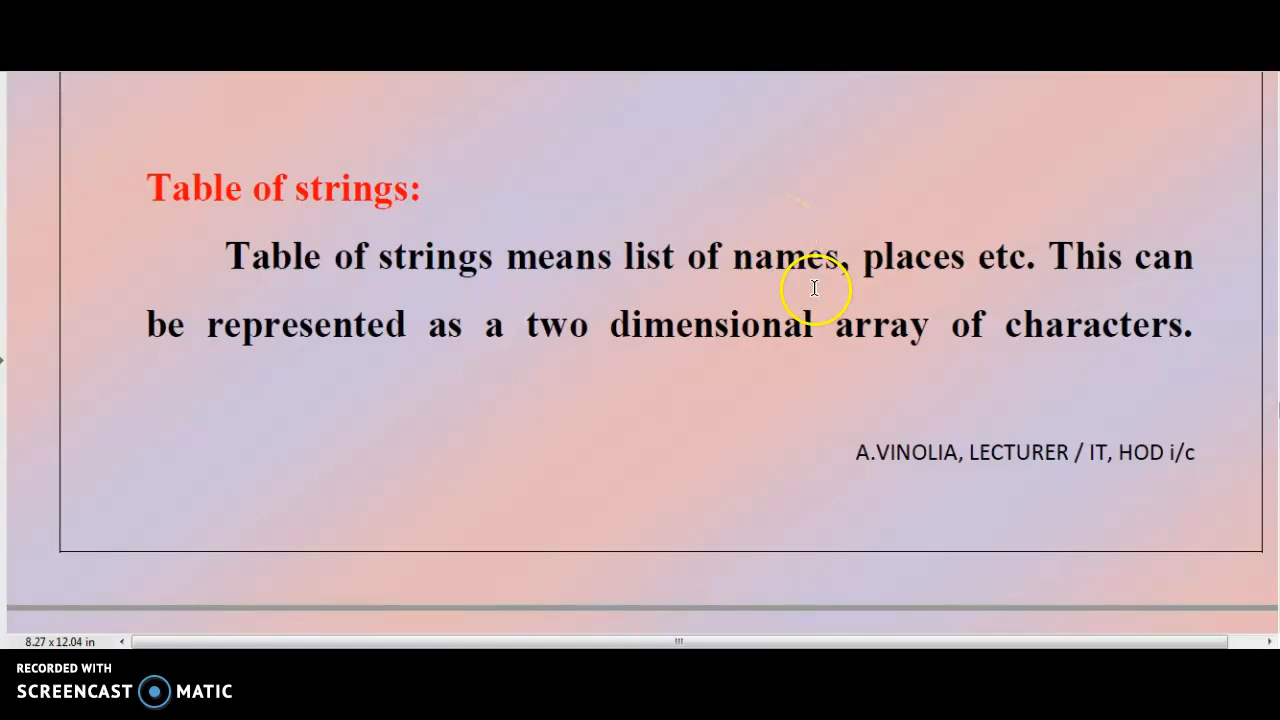 Table of strings:
Table of strings means list of names, places etc. This can
be represented as a two dimensional array of characters.
A.VINOLIA, LECTURER / IT, HOD i/c
8.27 x 12.04 in
RECORDED WITH
SCREENCAST MATIC